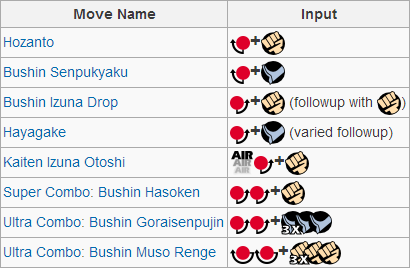 Move Name Input
Hozanto +
Bushin Senpukyaku +
Bushin Izuna Drop + (followup with )
Hayagake + (varied followup)
Kaiten Izuna Otoshi AIR AIR +
Super Combo: Bushin Hasoken +
Ultra Combo: Bushin Goraisenpujin + 3X
Ultra Combo: Bushin Muso Renge + 3X